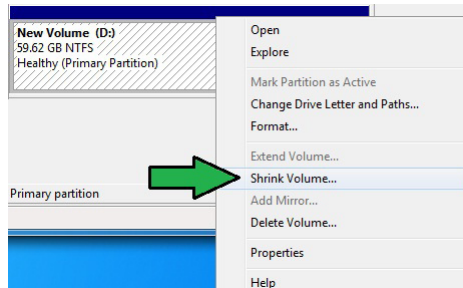 New Volume (D:)
59.62 GB NTFS
Healthy (Primary Partition)
Primary partition
Open
Explore
Mark Partition as Active
Change Drive Letter and Paths...
Format...
Extend Volume...
Shrink Volume...
Add Mirror...
Delete Volume...
Properties
Help